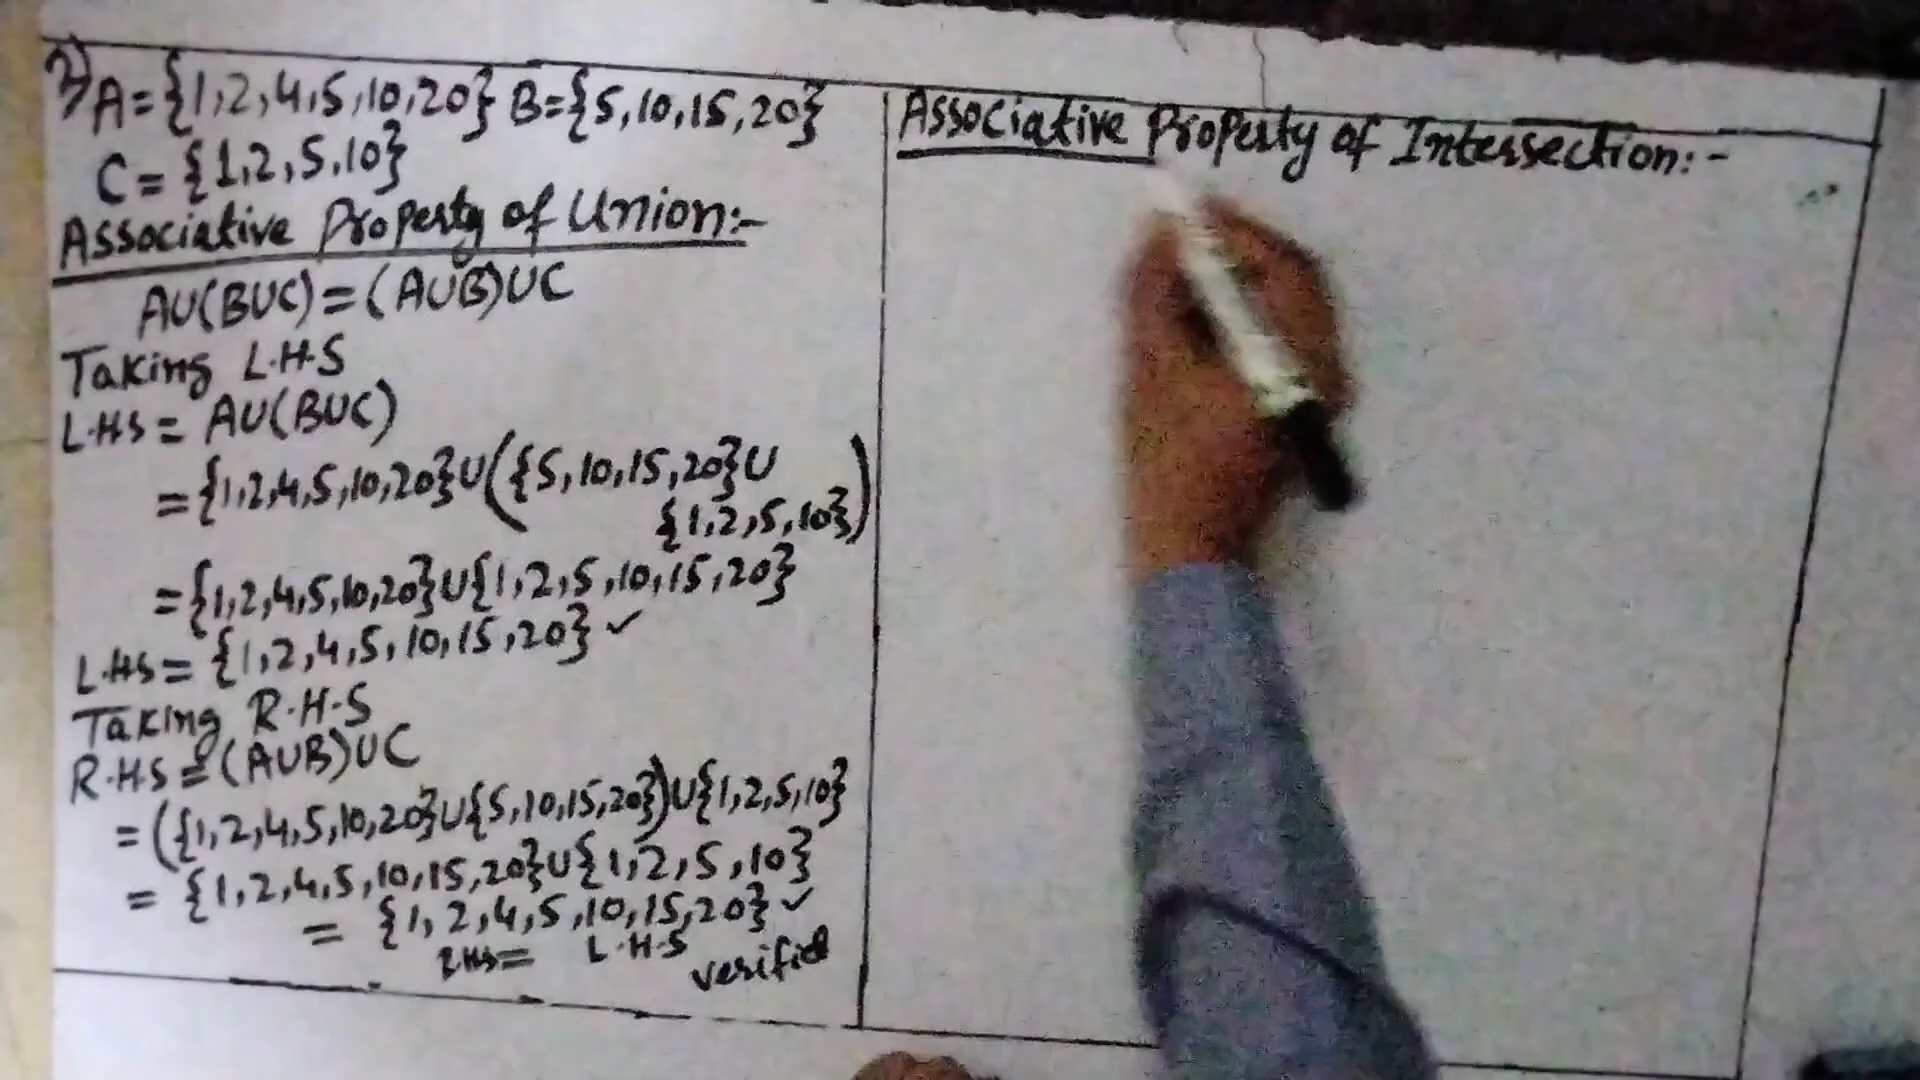 2) A={1,2,4,5,10,20} B={5,10,15,20}
C={1,2,5,10}
Associative Property of Union:-
AU(BUC)=(AUB)UC
Taking L.H.S
L.H.S = AU(BUC)
={1,2,4,5,10,20}U({5,10,15,20}U
{1,2,5,10})
={1,2,4,5,10,20}U{1,2,5,10,15,20}
L.H.S= {1,2,4,5,10,15,20} ✓
Taking R.H.S
R.H.S=(AUB)UC
=({1,2,4,5,10,20}U{5,10,15,20})U{1,2,5,10}
= {1,2,4,5,10,15,20}U{1,2,5,10}
= {1,2,4,5,10,15,20} ✓
= L.H.S
verified
Associative Property of Intersection:-